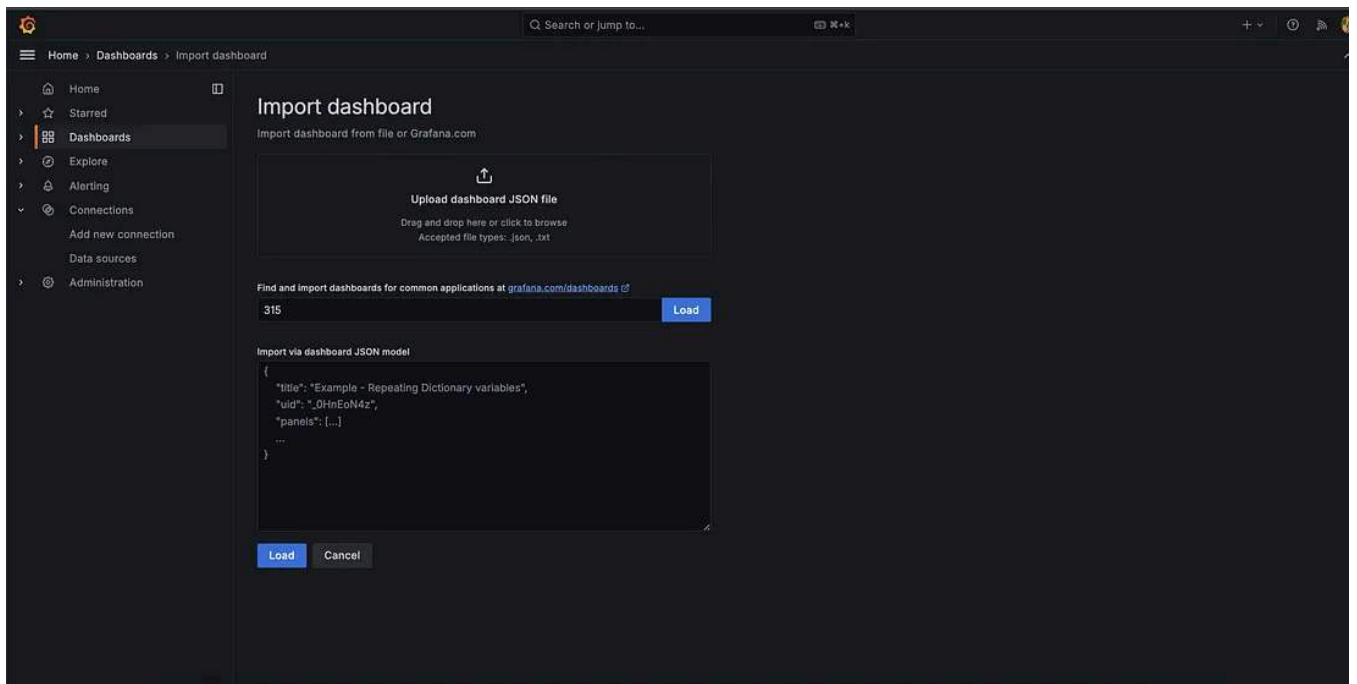 Search or jump to...
⌘+k
Home › Dashboards › Import dashboard
Home
Starred
Dashboards
Explore
Alerting
Connections
Add new connection
Data sources
Administration
Import dashboard
Import dashboard from file or Grafana.com
Upload dashboard JSON file
Drag and drop here or click to browse
Accepted file types: .json, .txt
Find and import dashboards for common applications at grafana.com/dashboards
315
Load
Import via dashboard JSON model
{
"title": "Example - Repeating Dictionary variables",
"uid": "_0HnEoN4z",
"panels": [...]
...
}
Load
Cancel